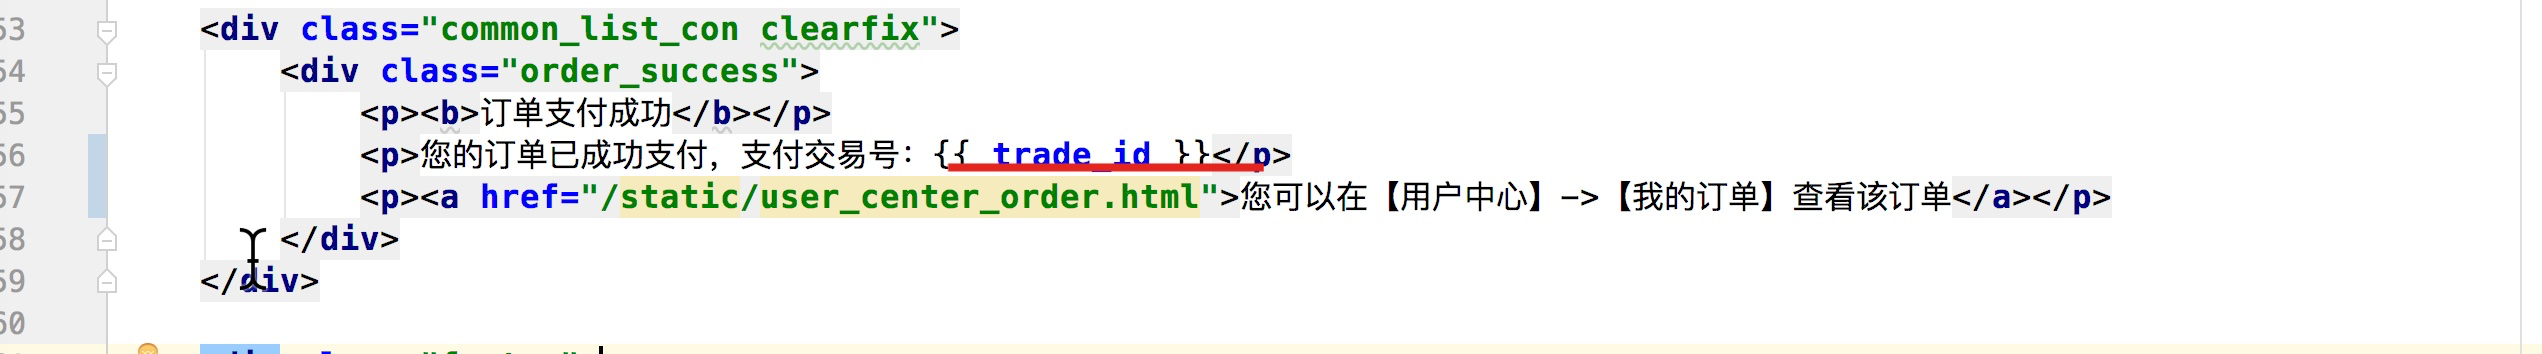 53 <div class="common_list_con clearfix">
54 <div class="order_success">
55 <p><b>订单支付成功</b></p>
56 <p>您的订单已成功支付，支付交易号：{{ trade_id }}</p>
57 <p><a href="/static/user_center_order.html">您可以在【用户中心】->【我的订单】查看该订单</a></p>
58 </div>
59 </div>
60